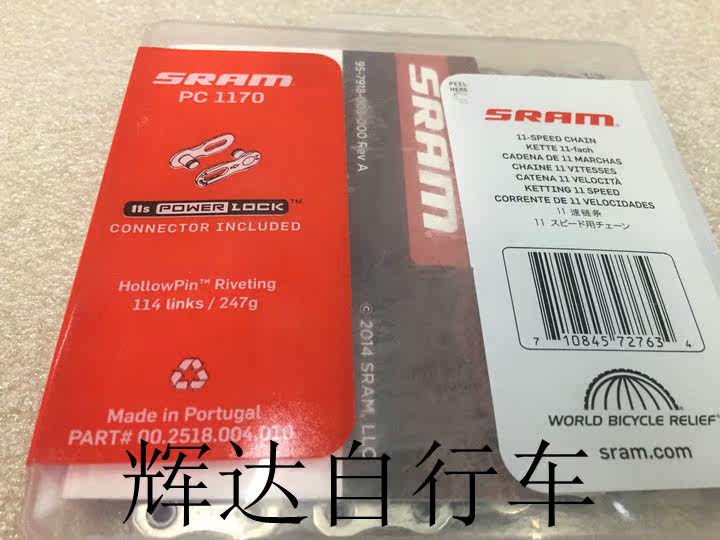 SRAM
PC 1170
11s POWER LOCK™
CONNECTOR INCLUDED
HollowPin™ Riveting
114 links / 247g
Made in Portugal
PART# 00.2518.004.010
Rev A
SRAM®
© 2014 SRAM, LLC
PEEL
HERE
SRAM
11-SPEED CHAIN
KETTE 11-fach
CADENA DE 11 MARCHAS
CHAINE 11 VITESSES
CATENA 11 VELOCITÀ
KETTING 11 SPEED
CORRENTE DE 11 VELOCIDADES
11 速链条
11 スピード用チェーン
7 10845 72763 4
WORLD BICYCLE RELIEF
sram.com
辉达自行车